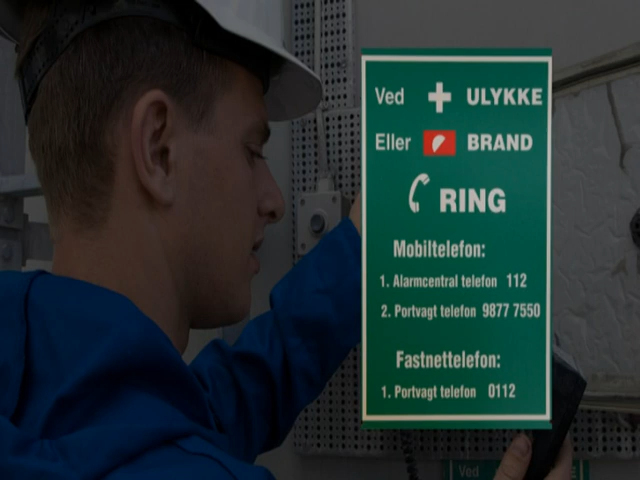 Ved ULYKKE
Eller BRAND
RING
Mobiltelefon:
1. Alarmcentral telefon 112
2. Portvagt telefon 9877 7550
Fastnettelefon:
1. Portvagt telefon 0112
Ved